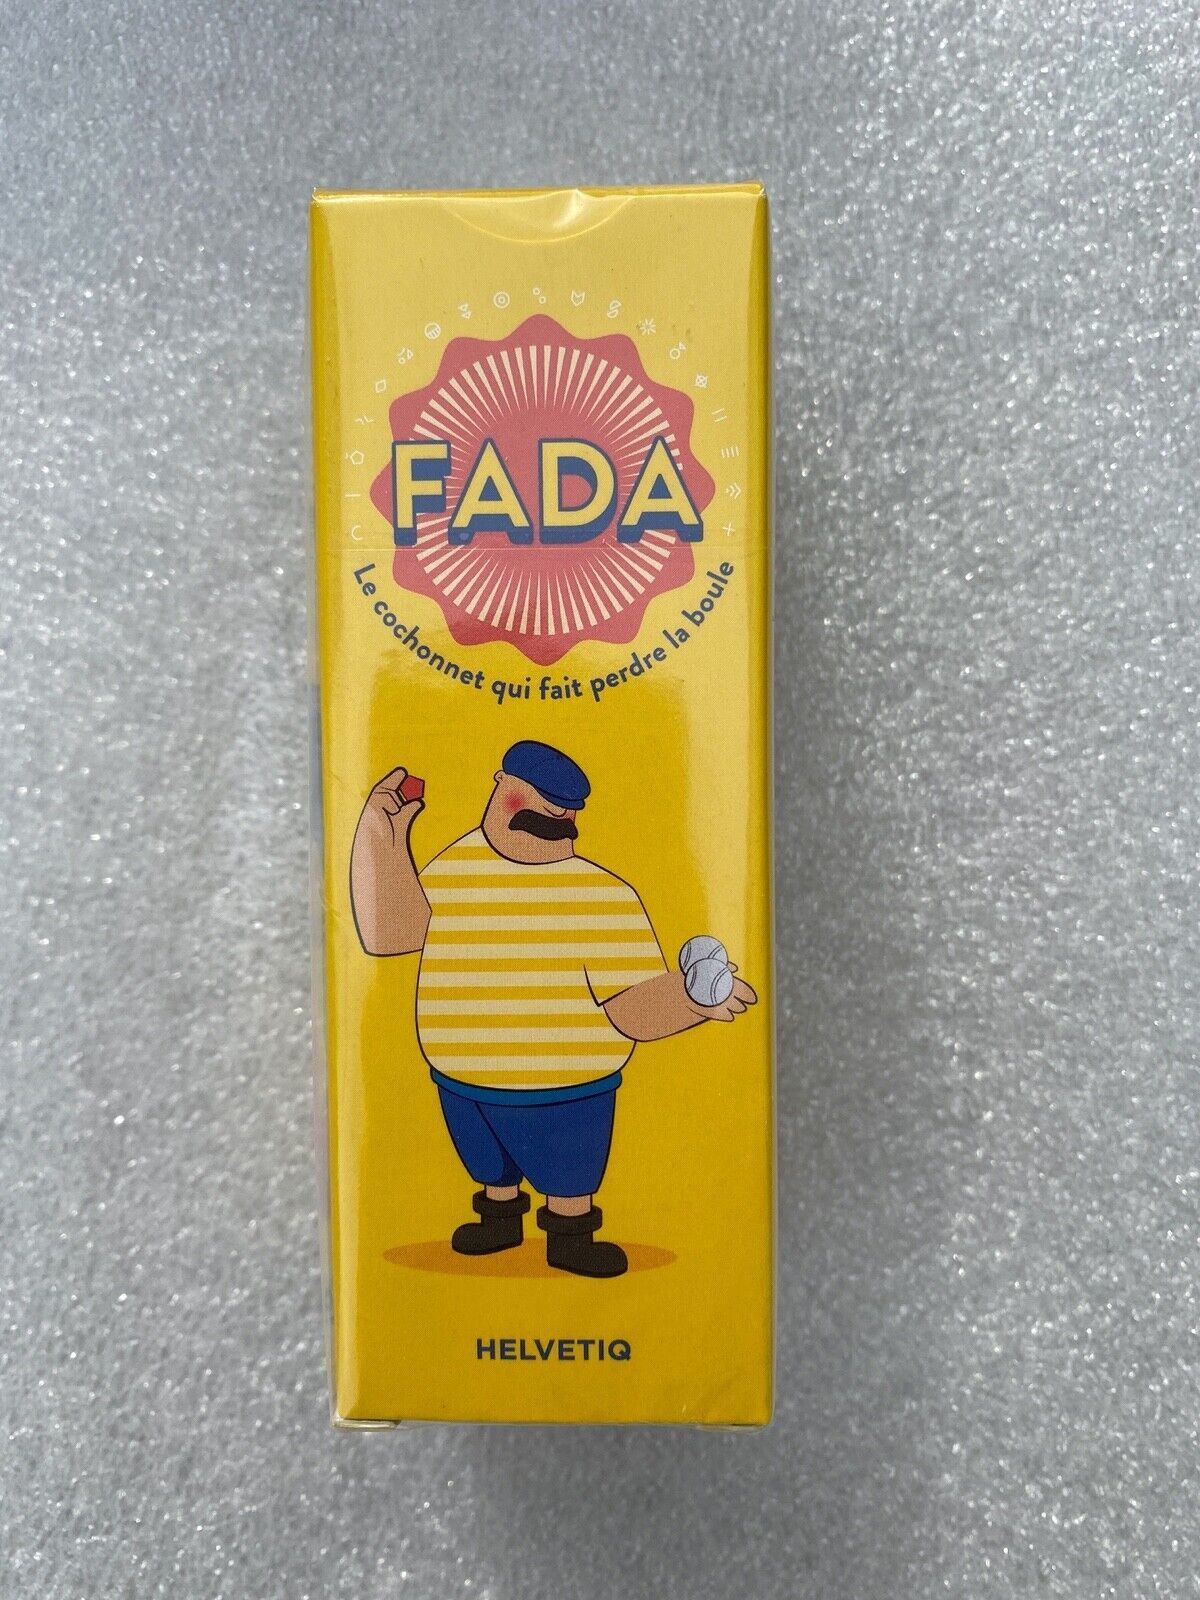 FADA
Le cochonnet qui fait perdre la boule
HELVETIQ